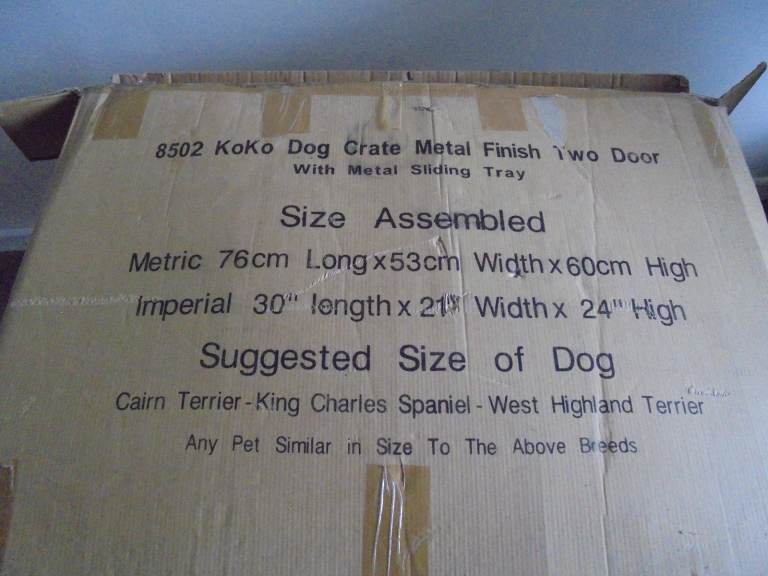 8502 KoKo Dog Crate Metal Finish Two Door
With Metal Sliding Tray
Size Assembled
Metric 76cm Long x 53cm Width x 60cm High
Imperial 30" length x 21" Width x 24" High
Suggested Size of Dog
Cairn Terrier - King Charles Spaniel - West Highland Terrier
Any Pet Similar in Size To The Above Breeds